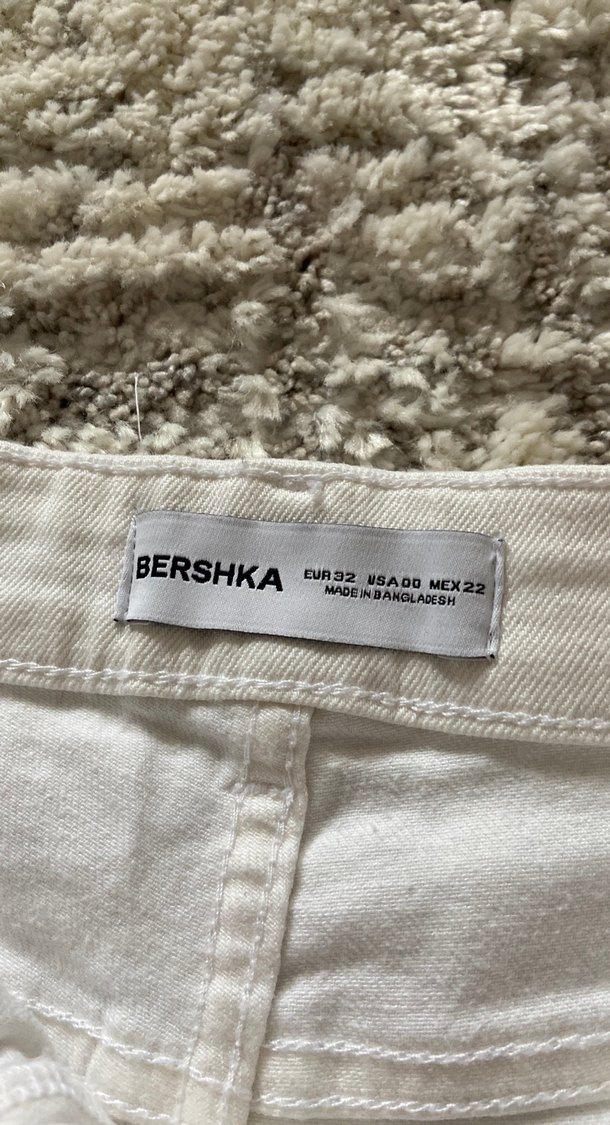 BERSHKA EUR 32 USA 00 MEX 22
MADE IN BANGLADESH